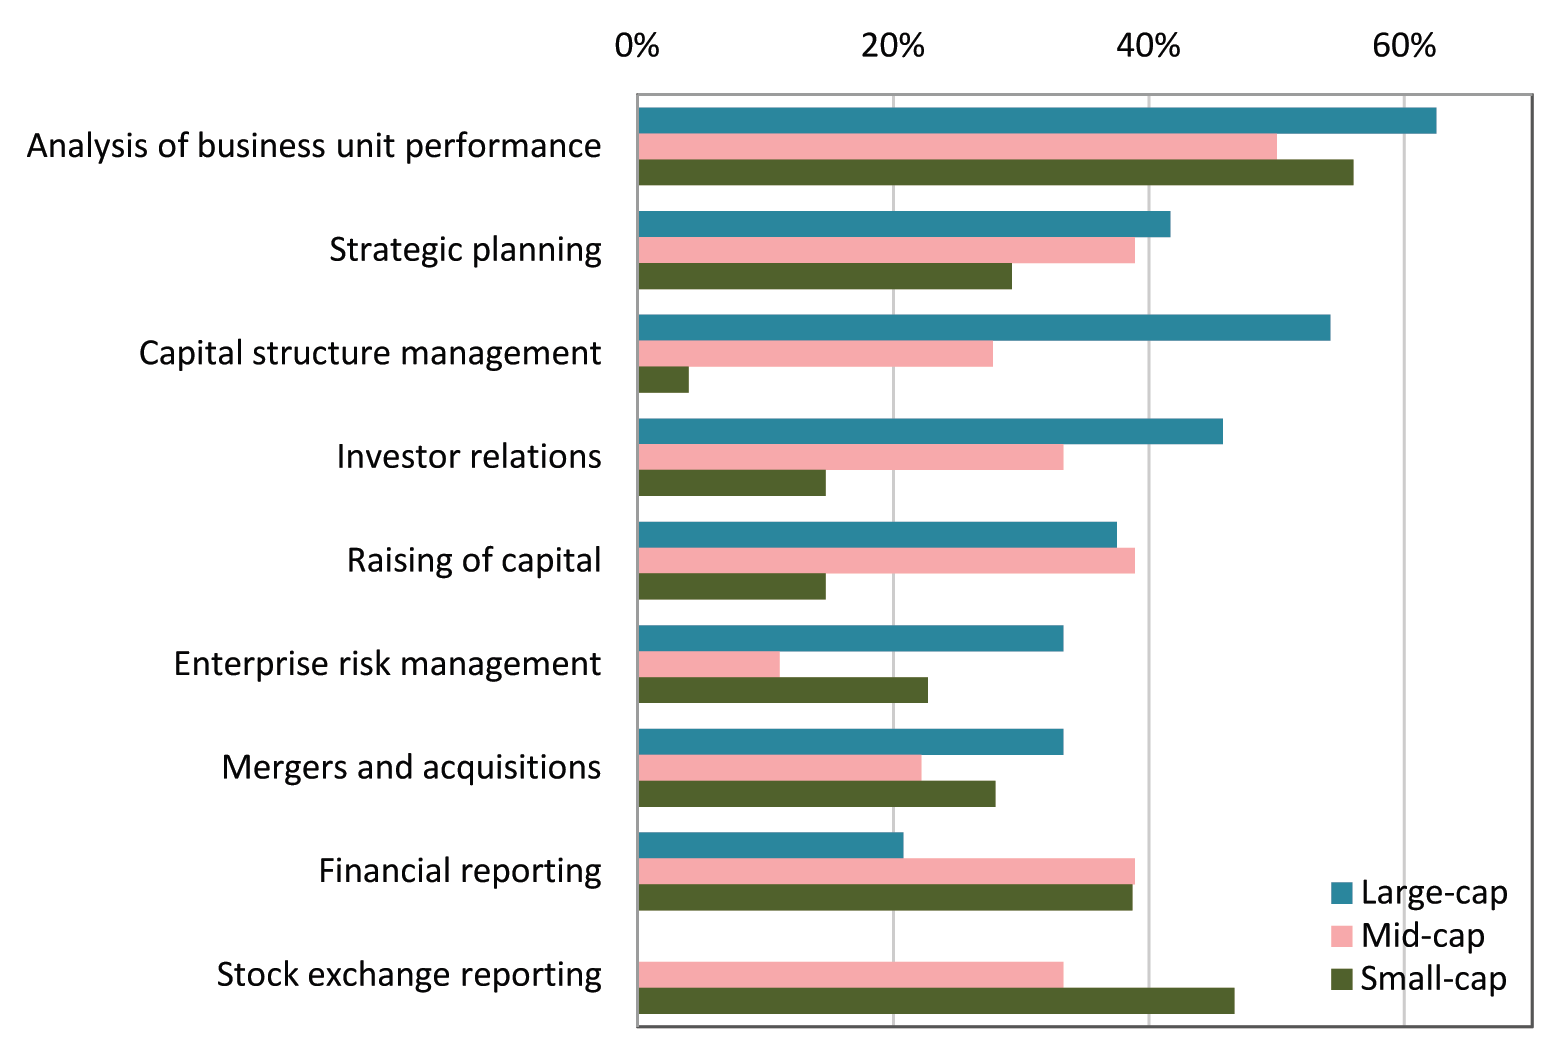 0% 20% 40% 60%
Analysis of business unit performance
Strategic planning
Capital structure management
Investor relations
Raising of capital
Enterprise risk management
Mergers and acquisitions
Financial reporting
Stock exchange reporting
Large-cap
Mid-cap
Small-cap